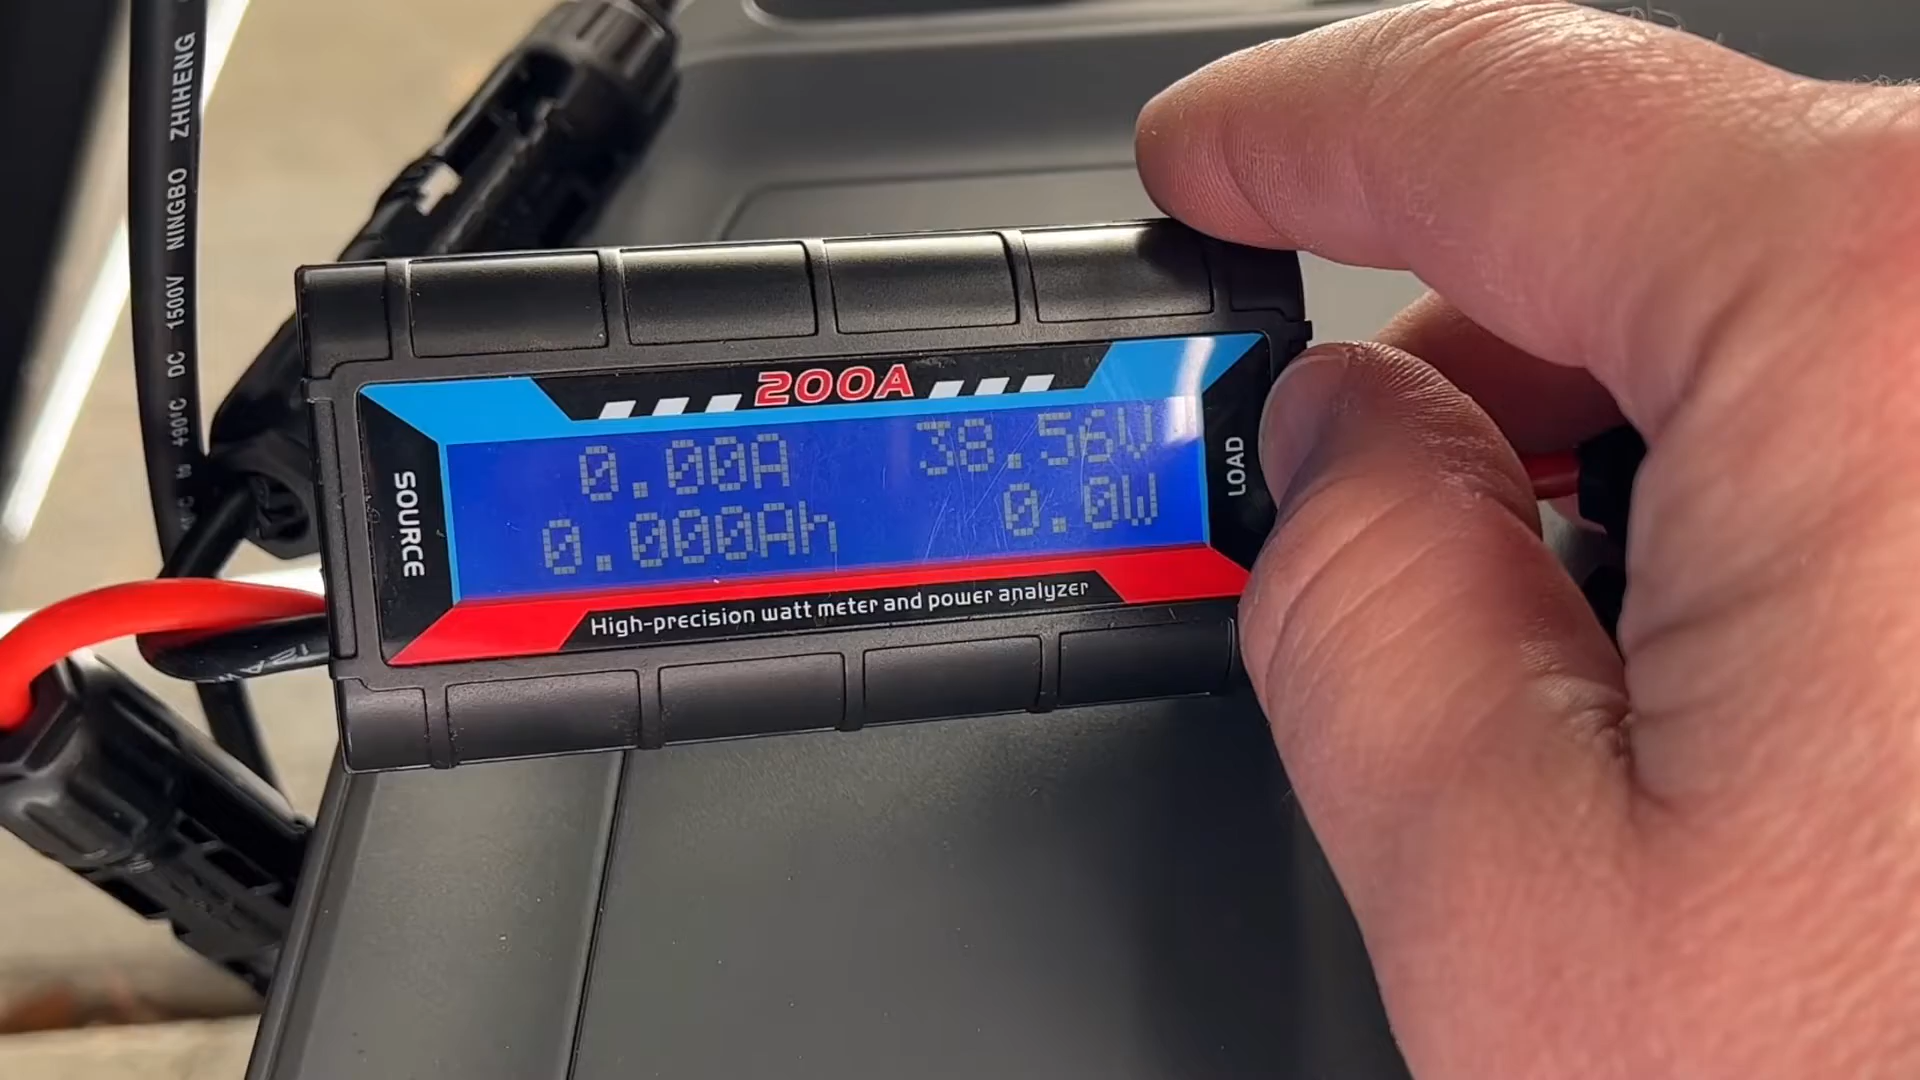 NINGBO ZHIHENG
DC 1500V
490°C
200A
0.00A 38.56V
0.000Ah 0.0W
SOURCE
LOAD
High-precision watt meter and power analyzer